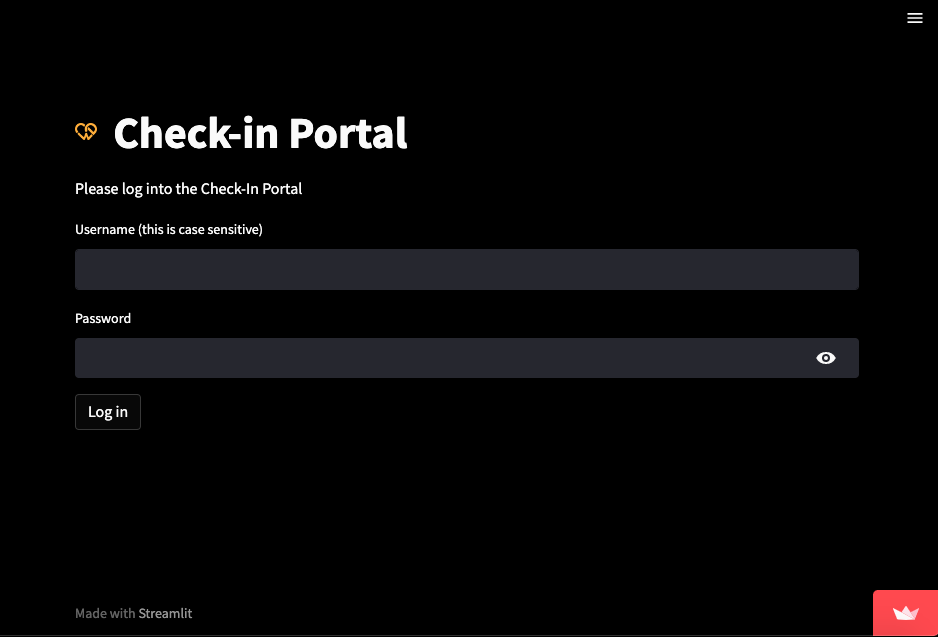 Check-in Portal
Please log into the Check-In Portal
Username (this is case sensitive)
Password
Log in
Made with Streamlit